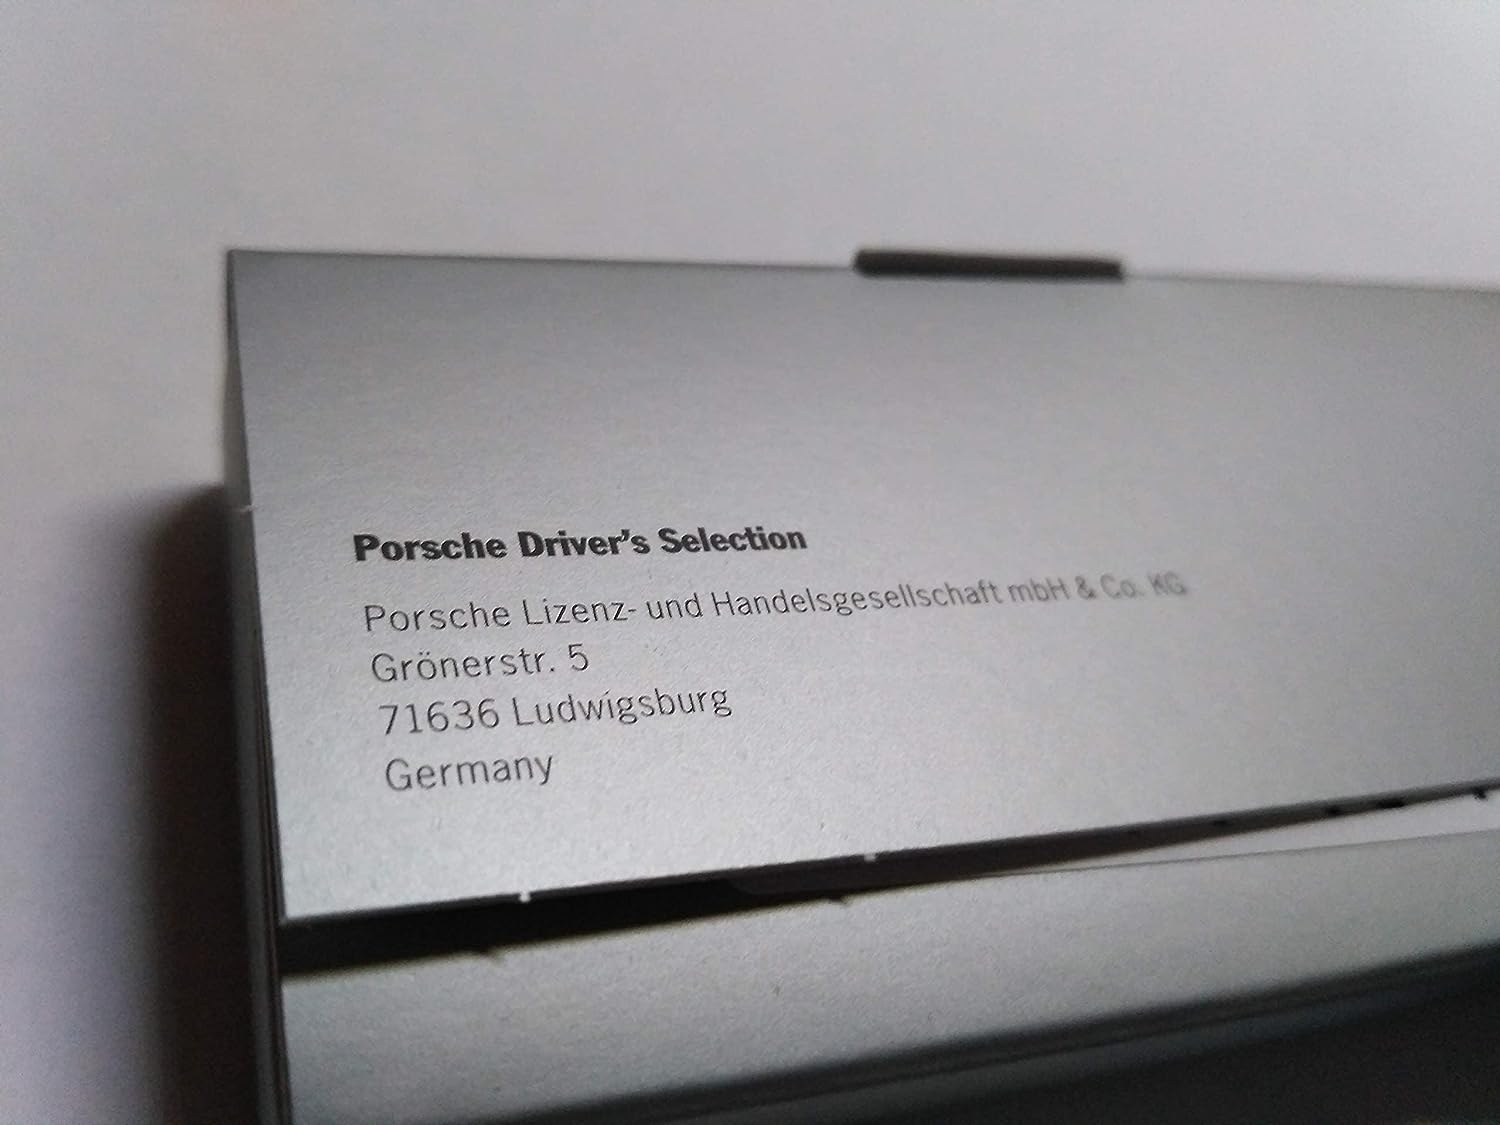 Porsche Driver's Selection
Porsche Lizenz- und Handelsgesellschaft mbH & Co. KG
Grönerstr. 5
71636 Ludwigsburg
Germany